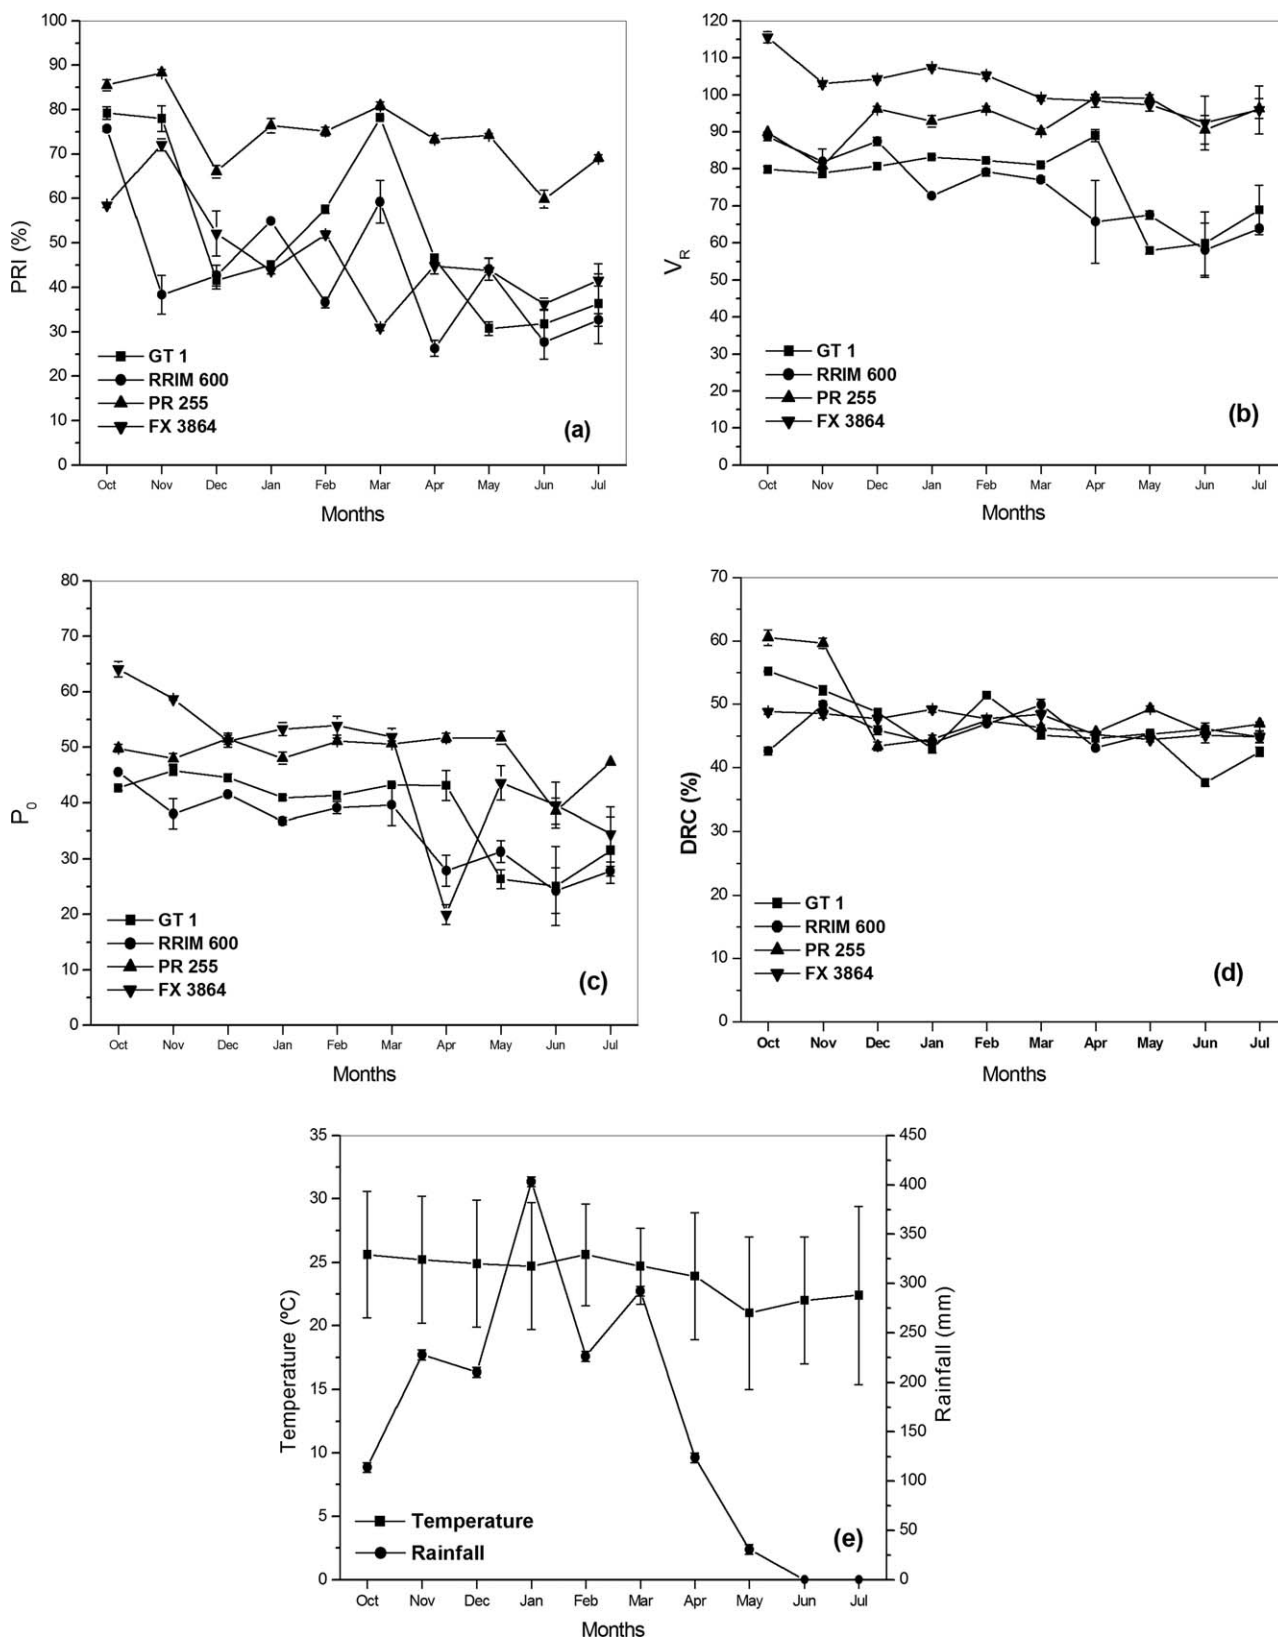 100
90
80
70
60
50
40
30
20
10
0
PRI (%)
GT 1
RRIM 600
PR 255
FX 3864
(a)
Oct Nov Dec Jan Feb Mar Apr May Jun Jul
Months
120
110
100
90
80
70
60
50
40
30
20
10
0
V_R
GT 1
RRIM 600
PR 255
FX 3864
(b)
Oct Nov Dec Jan Feb Mar Apr May Jun Jul
Months
80
70
60
50
40
30
20
10
0
P_0
GT 1
RRIM 600
PR 255
FX 3864
(c)
Oct Nov Dec Jan Feb Mar Apr May Jun Jul
Months
70
60
50
40
30
20
10
0
DRC (%)
GT 1
RRIM 600
PR 255
FX 3864
(d)
Oct Nov Dec Jan Feb Mar Apr May Jun Jul
Months
35
30
25
20
15
10
5
0
Temperature (ºC)
450
400
350
300
250
200
150
100
50
0
Rainfall (mm)
Temperature
Rainfall
(e)
Oct Nov Dec Jan Feb Mar Apr May Jun Jul
Months